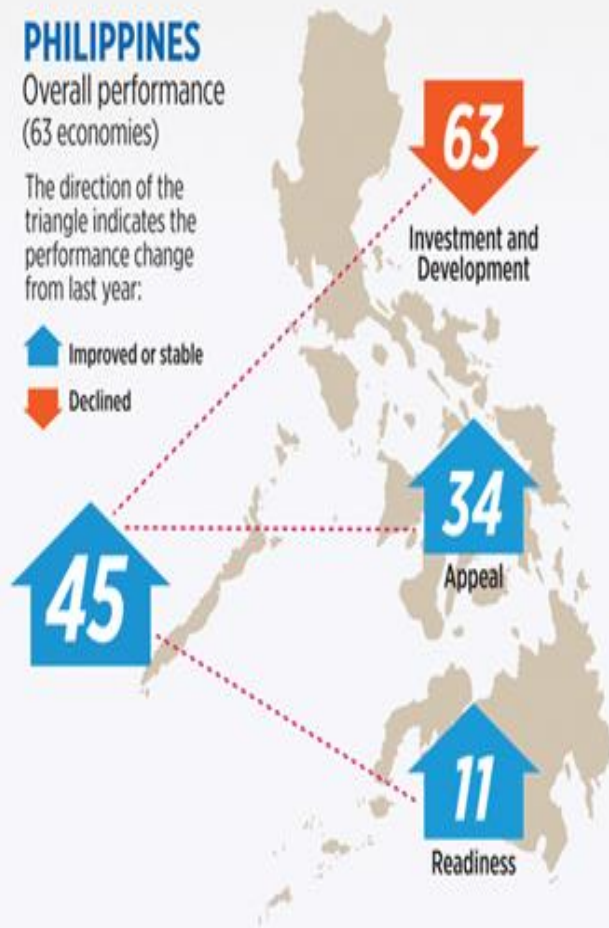 PHILIPPINES
Overall performance
(63 economies)
The direction of the
triangle indicates the
performance change
from last year:
Improved or stable
Declined
63
Investment and
Development
45
34
Appeal
11
Readiness